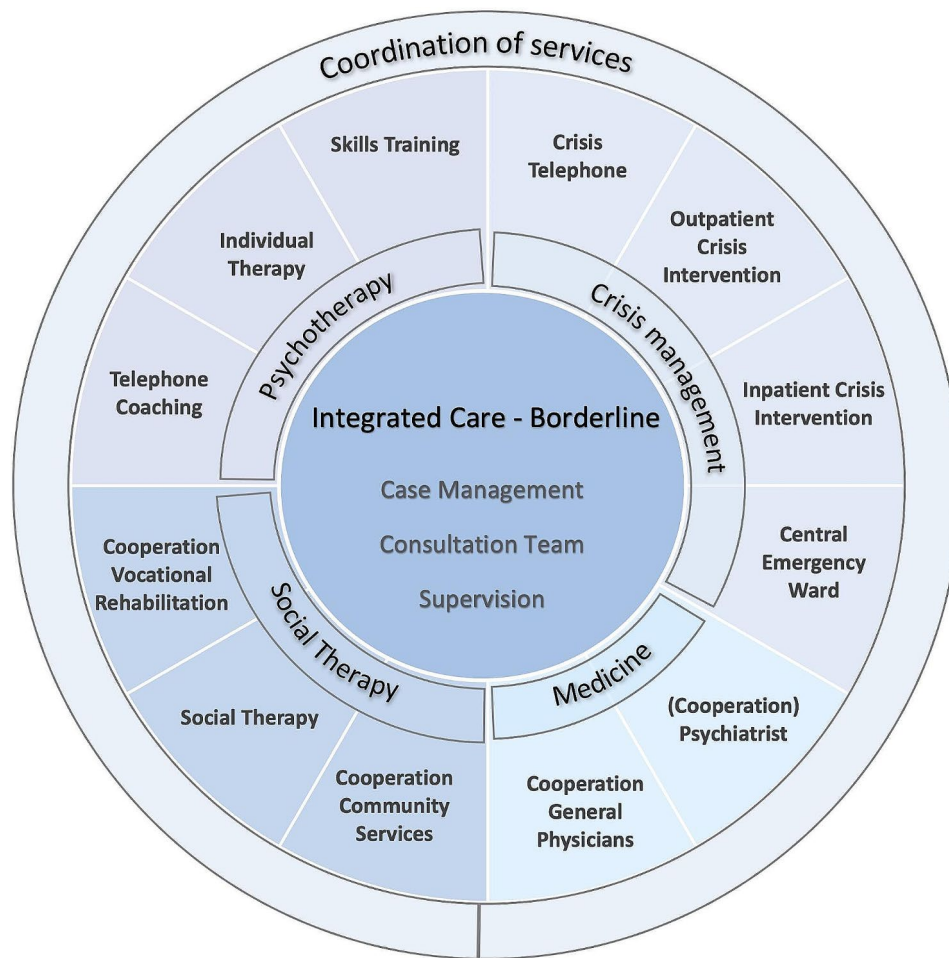 Coordination of services
Skills Training
Crisis
Telephone
Individual
Therapy
Outpatient
Crisis
Intervention
Psychotherapy
Crisis management
Telephone
Coaching
Inpatient Crisis
Intervention
Integrated Care - Borderline
Case Management
Consultation Team
Supervision
Cooperation
Vocational
Rehabilitation
Central
Emergency
Ward
Social Therapy
Medicine
Social Therapy
(Cooperation)
Psychiatrist
Cooperation
Community
Services
Cooperation
General
Physicians